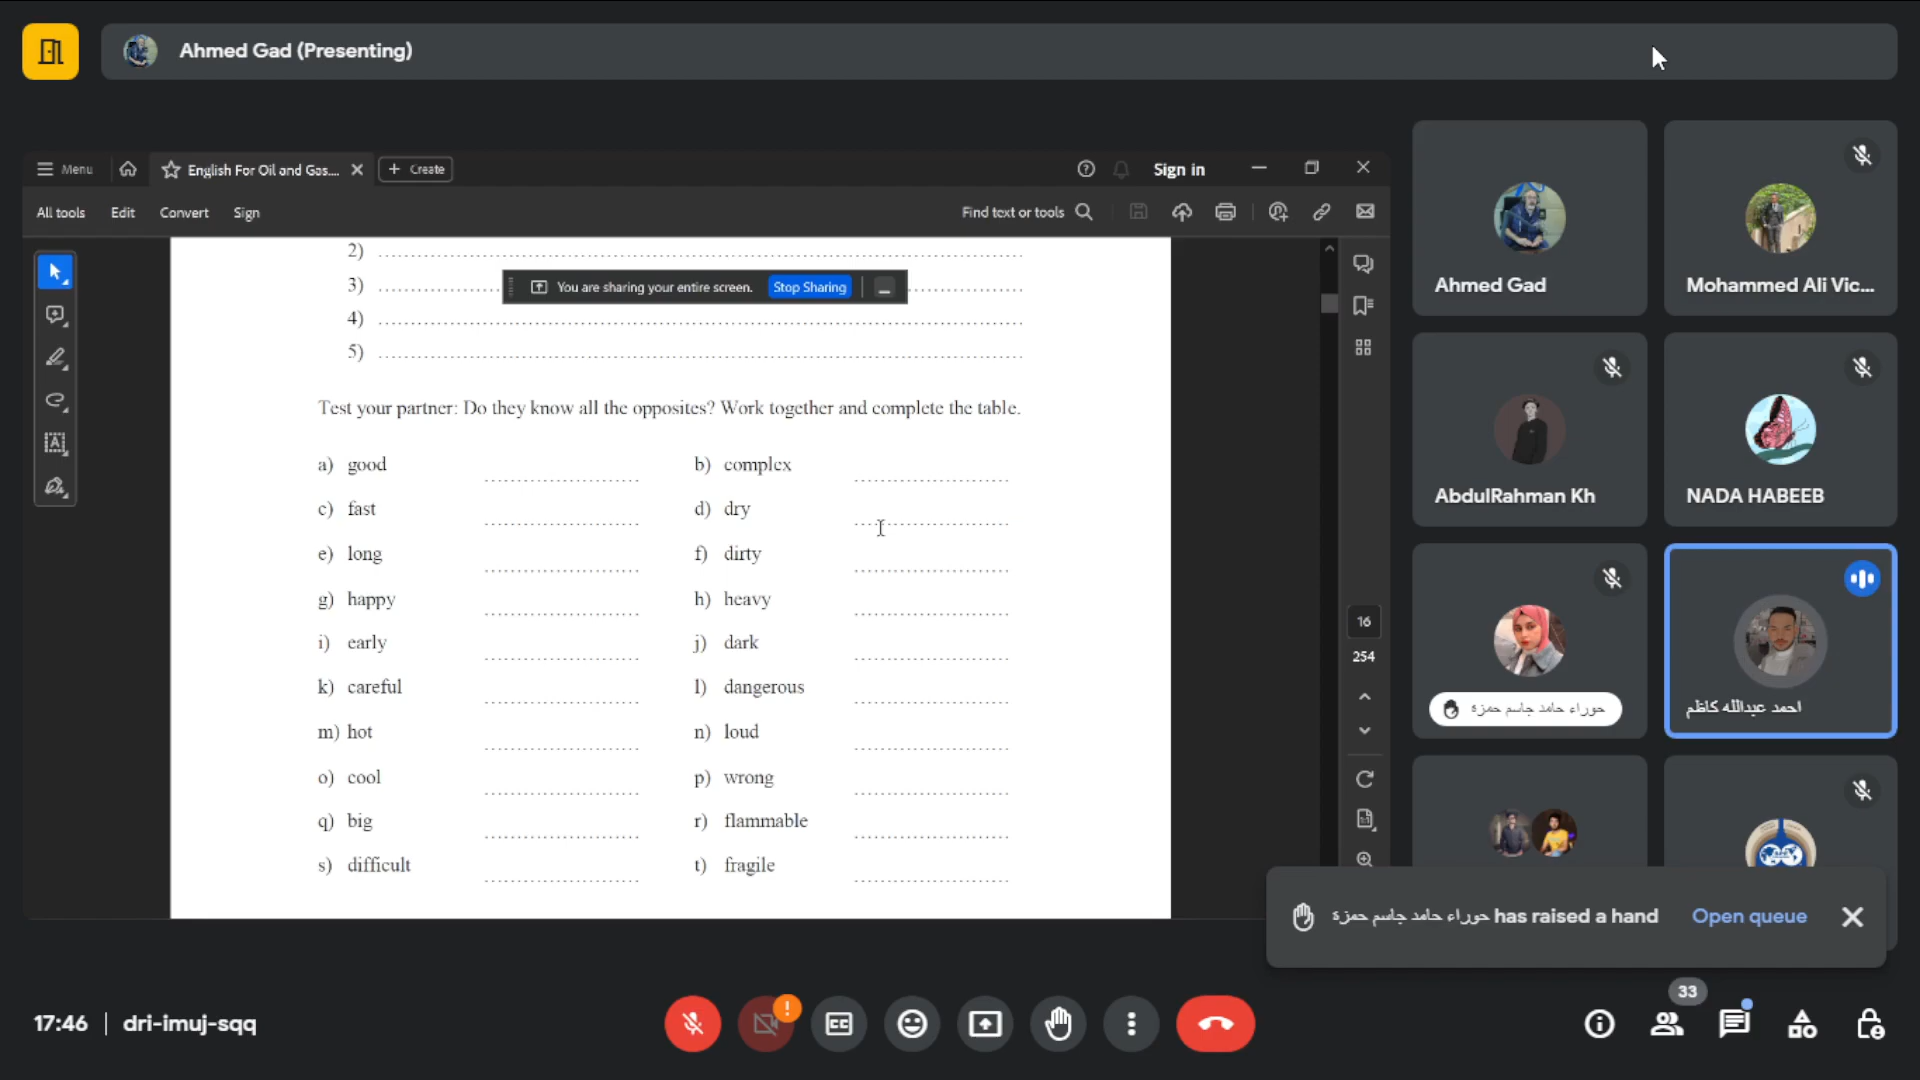 Ahmed Gad (Presenting)
Menu
English For Oil and Gas....
Create
Sign in
All tools
Edit
Convert
Sign
Find text or tools
2) ........................................
3) ........................................
You are sharing your entire screen.
Stop Sharing
4) ........................................
5) ........................................
Test your partner: Do they know all the opposites? Work together and complete the table.
a) good .................... b) complex ....................
c) fast .................... d) dry ....................
e) long .................... f) dirty ....................
g) happy .................... h) heavy ....................
i) early .................... j) dark ....................
k) careful .................... l) dangerous ....................
m) hot .................... n) loud ....................
o) cool .................... p) wrong ....................
q) big .................... r) flammable ....................
s) difficult .................... t) fragile ....................
16
254
Ahmed Gad
Mohammed Ali Vic...
AbdulRahman Kh
NADA HABEEB
حوراء حامد جاسم حمزة
احمد عبدالله كاظم
حوراء حامد جاسم حمزة has raised a hand
Open queue
17:46 | dri-imuj-sqq
33